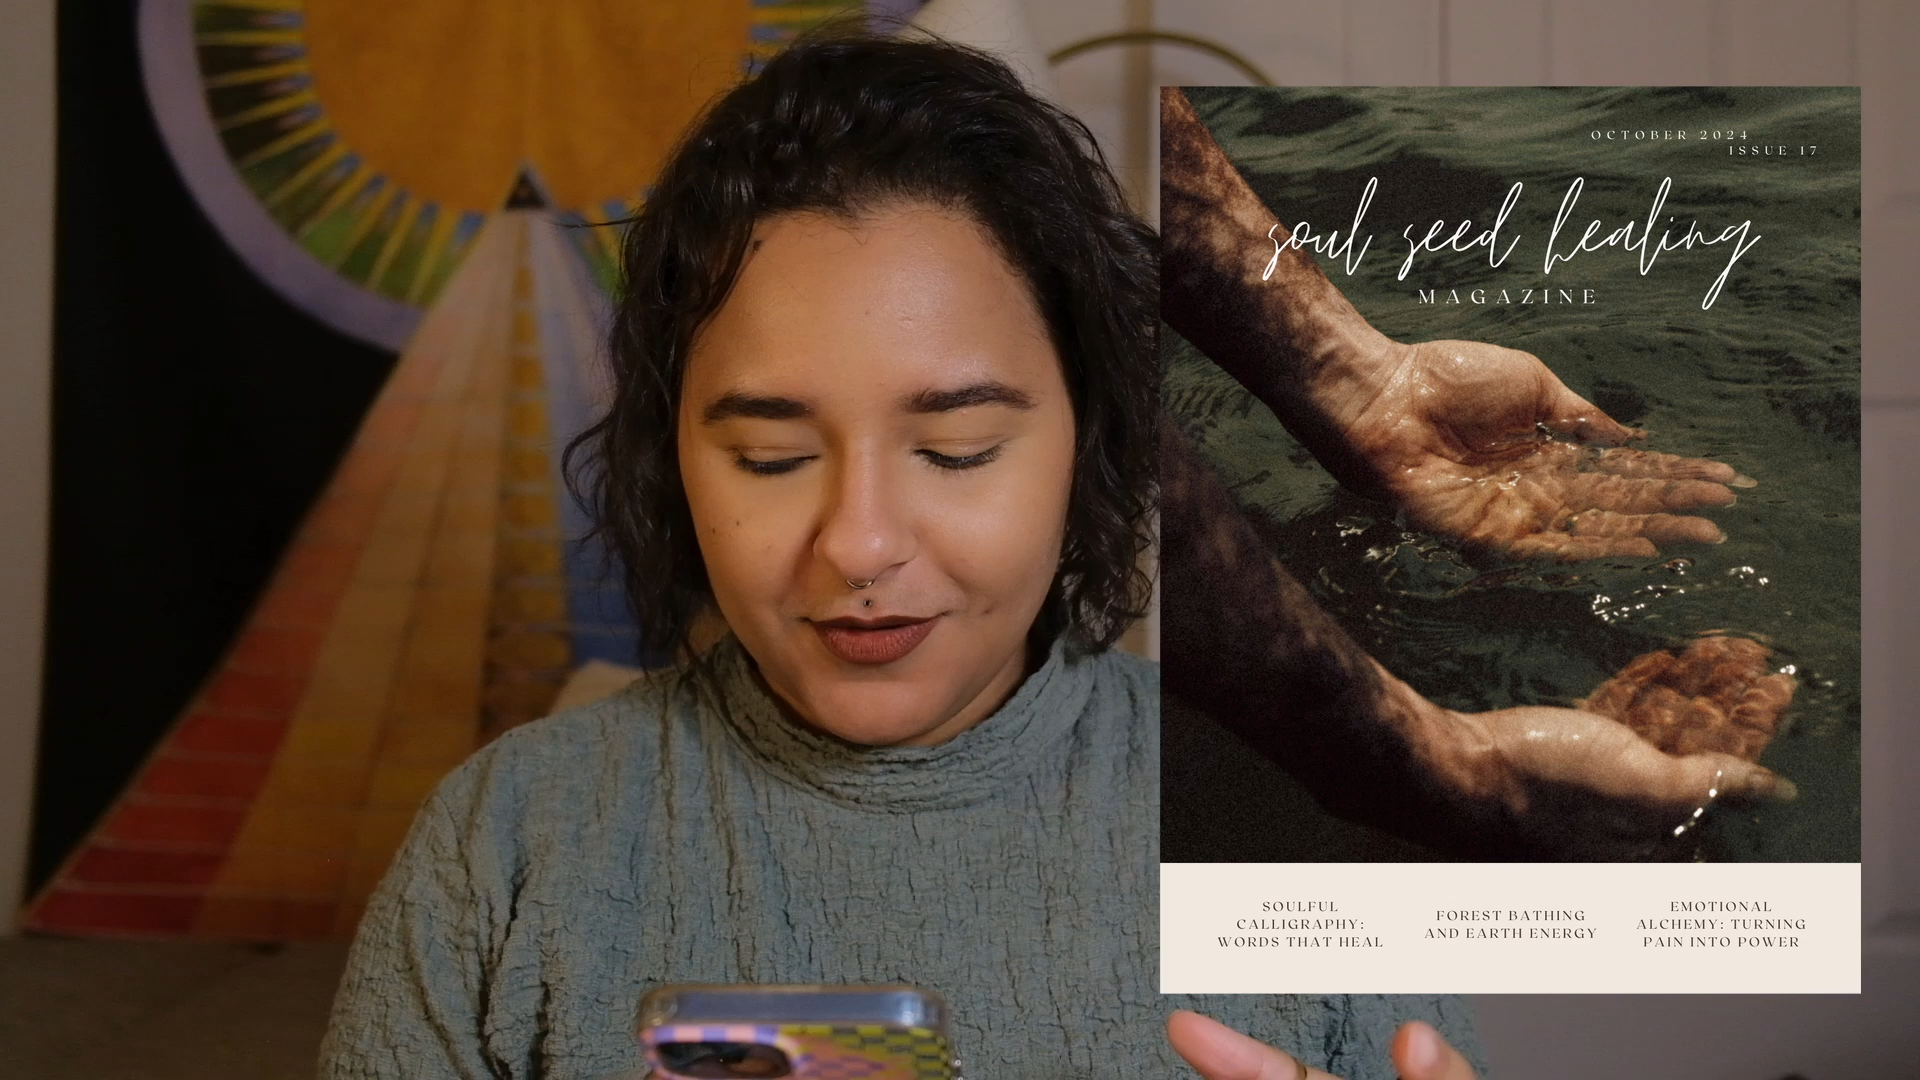 OCTOBER 2024
ISSUE 17
soul seed healing
MAGAZINE
SOULFUL
CALLIGRAPHY:
WORDS THAT HEAL
FOREST BATHING
AND EARTH ENERGY
EMOTIONAL
ALCHEMY: TURNING
PAIN INTO POWER